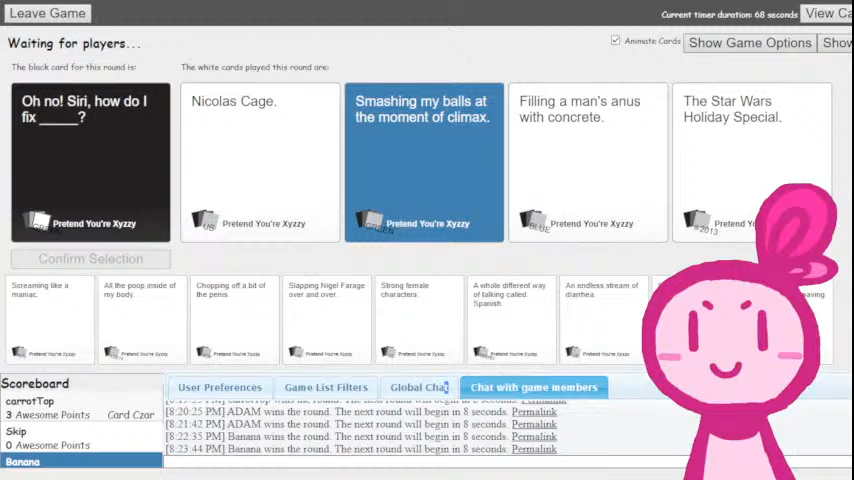 Leave Game
Current timer duration: 68 seconds
View Ca
Waiting for players...
Animate Cards
Show Game Options
Show
The black card for this round is:
The white cards played this round are:
Oh no! Siri, how do I
fix _____?
Pretend You're Xyzzy
Nicolas Cage.
US
Pretend You're Xyzzy
Smashing my balls at
the moment of climax.
GREEN
Pretend You're Xyzzy
Filling a man's anus
with concrete.
BLUE
Pretend You're Xyzzy
The Star Wars
Holiday Special.
©2013
Pretend Yo
Confirm Selection
Screaming like a
maniac.
Pretend You're Xyzzy
All the poop inside of
my body.
Pretend You're Xyzzy
Chopping off a bit of
the penis.
Pretend You're Xyzzy
Slapping Nigel Farage
over and over.
Pretend You're Xyzzy
Strong female
characters.
Pretend You're Xyzzy
A whole different way
of talking called
Spanish.
Pretend You're Xyzzy
An endless stream of
diarrhea.
Pretend You're Xyzzy
aving
Scoreboard
carrotTop
3 Awesome Points
Card Czar
Skip
0 Awesome Points
Banana
User Preferences
Game List Filters
Global Chat
Chat with game members
[8:20:25 PM] ADAM wins the round. The next round will begin in 8 seconds. Permalink
[8:21:42 PM] ADAM wins the round. The next round will begin in 8 seconds. Permalink
[8:22:35 PM] Banana wins the round. The next round will begin in 8 seconds. Permalink
[8:23:44 PM] Banana wins the round. The next round will begin in 8 seconds. Permalink